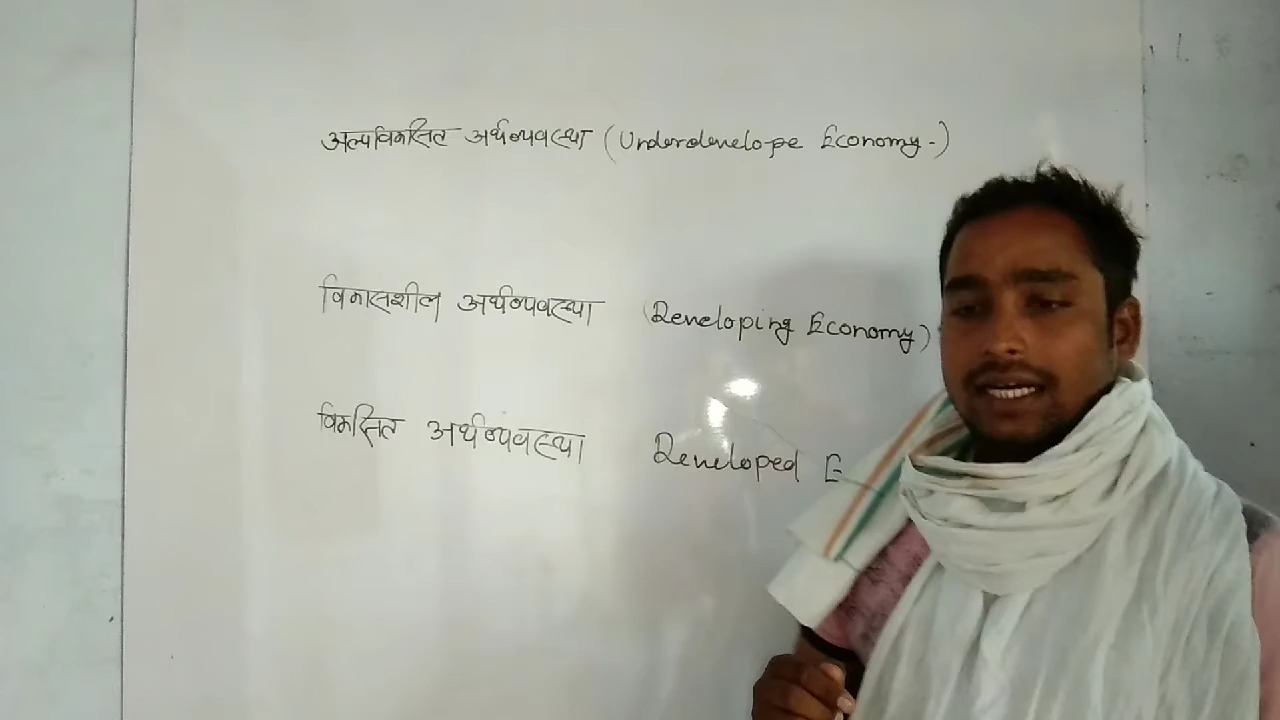 अल्पविकसित अर्थव्यवस्था (Underdevelope Economy-)
विकासशील अर्थव्यवस्था (Developing Economy)
विकसित अर्थव्यवस्था Developed E